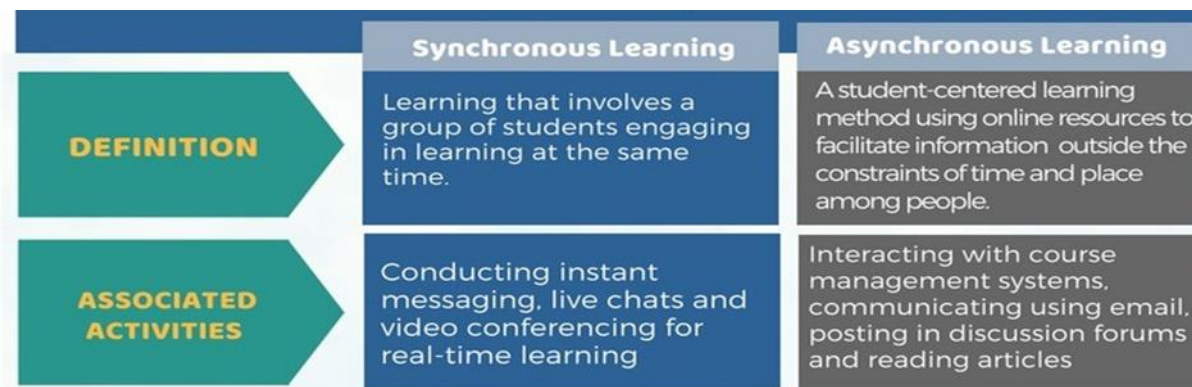 Synchronous Learning
Asynchronous Learning
DEFINITION
Learning that involves a
group of students engaging
in learning at the same
time.
A student-centered learning
method using online resources to
facilitate information outside the
constraints of time and place
among people.
ASSOCIATED
ACTIVITIES
Conducting instant
messaging, live chats and
video conferencing for
real-time learning
Interacting with course
management systems,
communicating using email,
posting in discussion forums
and reading articles